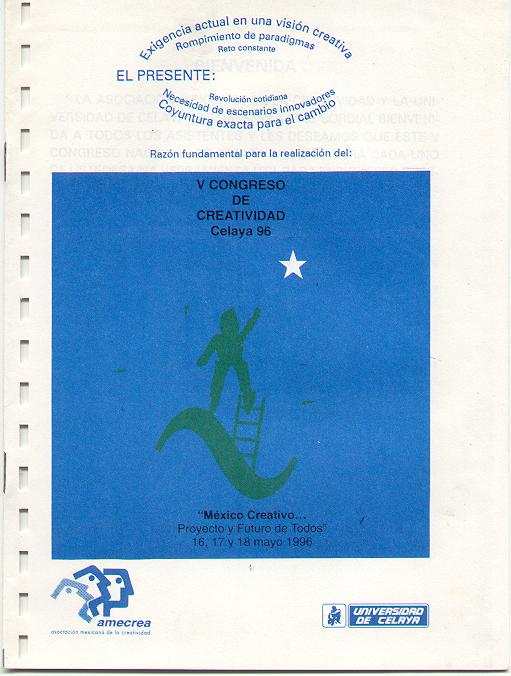 Exigencia actual en una visión creativa
Rompimiento de paradigmas
Reto constante
EL PRESENTE:
Revolución cotidiana
Necesidad de escenarios innovadores
Coyuntura exacta para el cambio
Razón fundamental para la realización del:
V CONGRESO
DE
CREATIVIDAD
Celaya 96
“México Creativo...
Proyecto y Futuro de Todos”
16, 17 y 18 mayo 1996
amecrea
asociación mexicana de la creatividad
UNIVERSIDAD
DE CELAYA